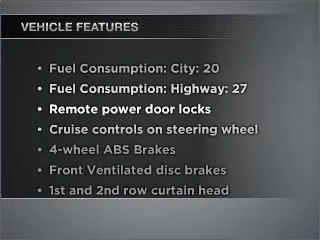 VEHICLE FEATURES
• Fuel Consumption: City: 20
• Fuel Consumption: Highway: 27
• Remote power door locks
• Cruise controls on steering wheel
• 4-wheel ABS Brakes
• Front Ventilated disc brakes
• 1st and 2nd row curtain head